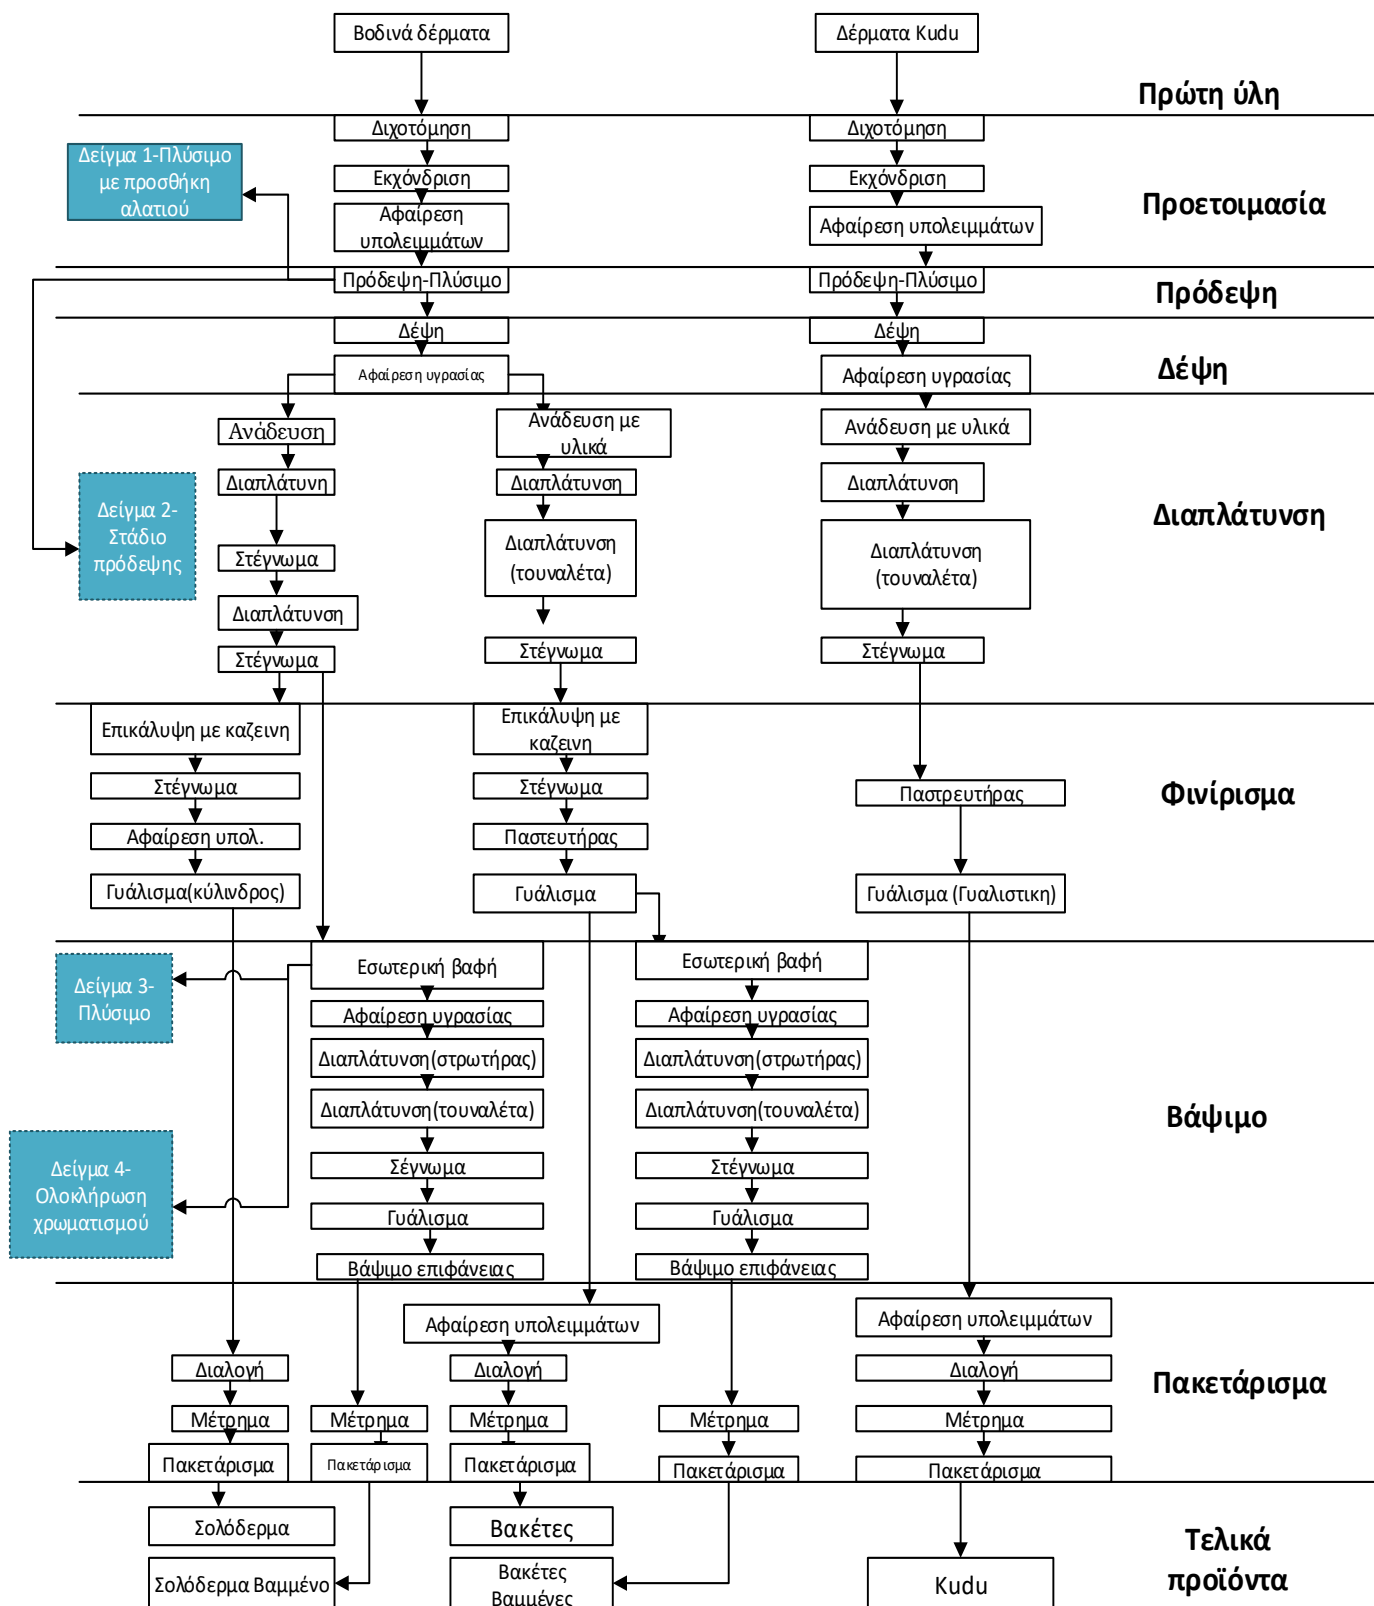 Βοδινά δέρματα
Δέρματα Kudu
Πρώτη ύλη
Διχοτόμηση
Διχοτόμηση
Δείγμα 1-Πλύσιμο
με προσθήκη
αλατιού
Εκχόνδριση
Εκχόνδριση
Προετοιμασία
Αφαίρεση
υπολειμμάτων
Αφαίρεση υπολειμμάτων
Πρόδεψη-Πλύσιμο
Πρόδεψη-Πλύσιμο
Πρόδεψη
Δέψη
Δέψη
Αφαίρεση υγρασίας
Αφαίρεση υγρασίας
Δέψη
Ανάδευση
Ανάδευση με
υλικά
Ανάδευση με υλικά
Διαπλάτυνη
Διαπλάτυνση
Διαπλάτυνση
Δείγμα 2-
Στάδιο
πρόδεψης
Διαπλάτυνση
Στέγνωμα
Διαπλάτυνση
(τουναλέτα)
Διαπλάτυνση
(τουναλέτα)
Διαπλάτυνση
Στέγνωμα
Στέγνωμα
Στέγνωμα
Επικάλυψη με καζεινη
Επικάλυψη με
καζεινη
Στέγνωμα
Στέγνωμα
Παστρευτήρας
Φινίρισμα
Αφαίρεση υπολ.
Παστευτήρας
Γυάλισμα(κύλινδρος)
Γυάλισμα
Γυάλισμα (Γυαλιστικη)
Εσωτερική βαφή
Εσωτερική βαφή
Δείγμα 3-
Πλύσιμο
Αφαίρεση υγρασίας
Αφαίρεση υγρασίας
Διαπλάτυνση(στρωτήρας)
Διαπλάτυνση(στρωτήρας)
Διαπλάτυνση(τουναλέτα)
Διαπλάτυνση(τουναλέτα)
Βάψιμο
Δείγμα 4-
Ολοκλήρωση
χρωματισμού
Σέγνωμα
Στέγνωμα
Γυάλισμα
Γυάλισμα
Βάψιμο επιφάνειας
Βάψιμο επιφάνειας
Αφαίρεση υπολειμμάτων
Αφαίρεση υπολειμμάτων
Διαλογή
Διαλογή
Διαλογή
Πακετάρισμα
Μέτρημα
Μέτρημα
Μέτρημα
Μέτρημα
Μέτρημα
Πακετάρισμα
Πακετάρισμα
Πακετάρισμα
Πακετάρισμα
Πακετάρισμα
Σολόδερμα
Βακέτες
Τελικά
προϊόντα
Σολόδερμα Βαμμένο
Βακέτες
Βαμμένες
Kudu